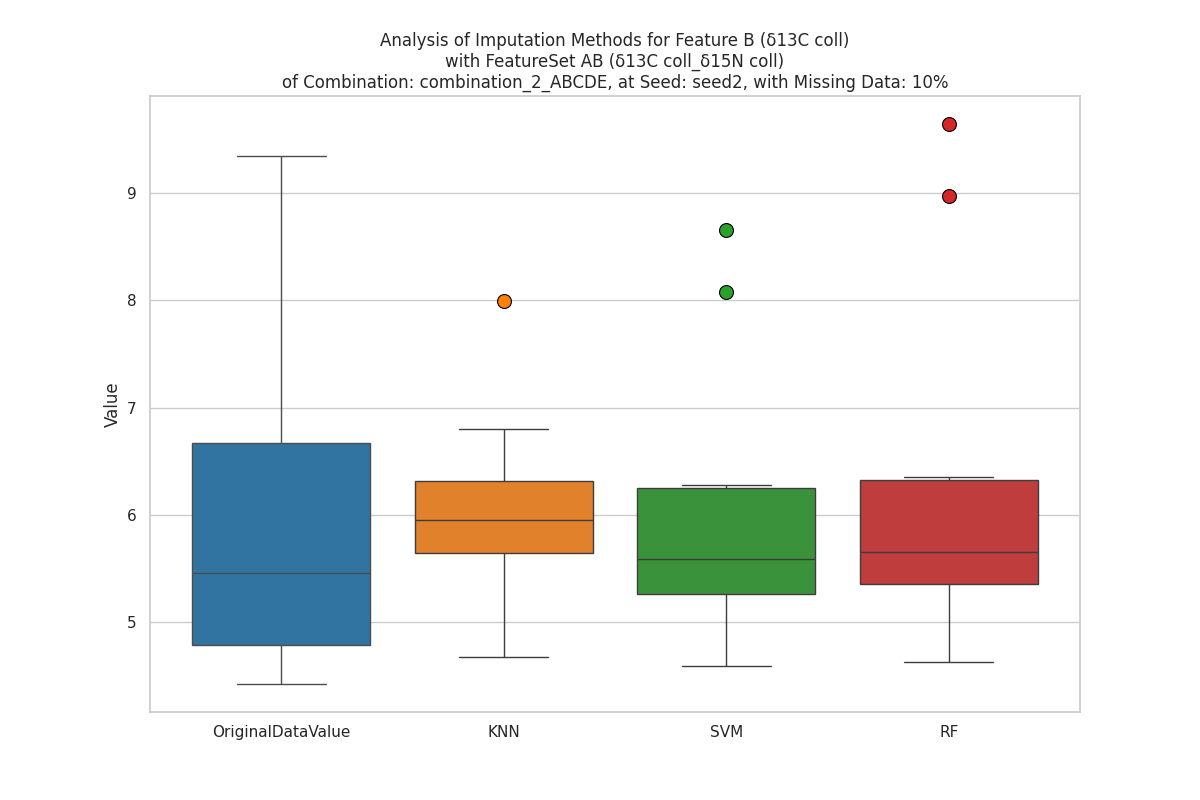 Analysis of Imputation Methods for Feature B (δ13C coll)
with FeatureSet AB (δ13C coll_δ15N coll)
of Combination: combination_2_ABCDE, at Seed: seed2, with Missing Data: 10%
9
8
7
6
5
Value
OriginalDataValue
KNN
SVM
RF